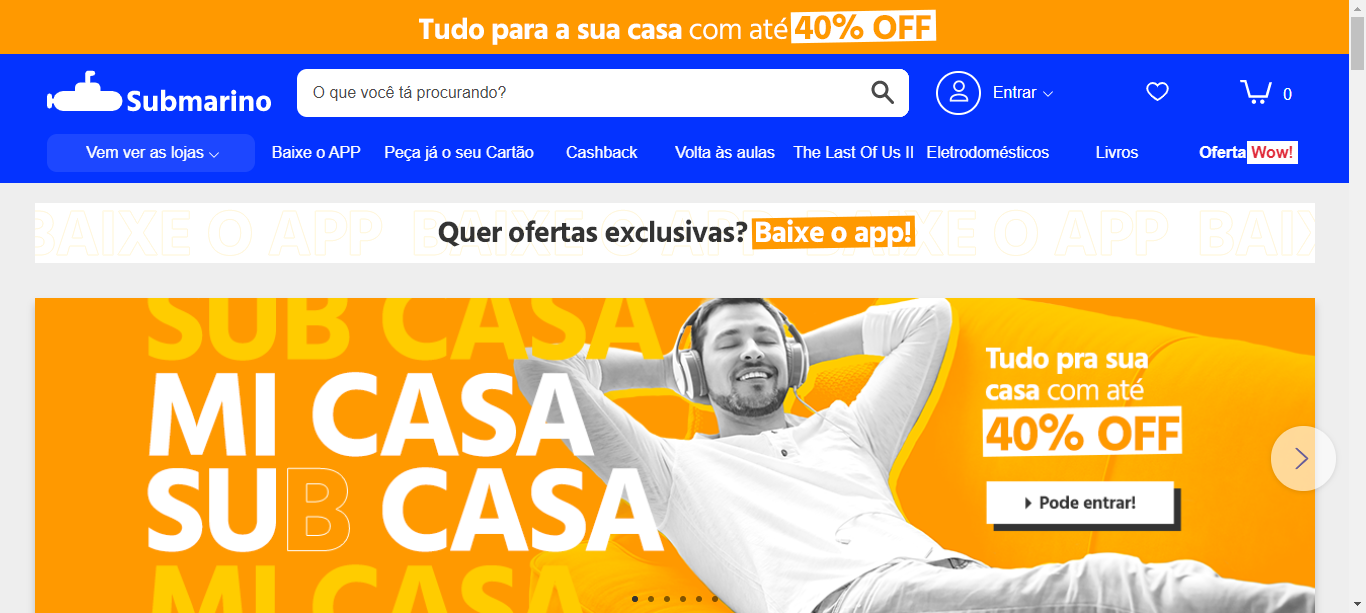 Tudo para a sua casa com até 40% OFF
Submarino
O que você tá procurando?
Entrar
0
Vem ver as lojas
Baixe o APP
Peça já o seu Cartão
Cashback
Volta às aulas
The Last Of Us II
Eletrodomésticos
Livros
Oferta Wow!
BAIXE O APP BAIXE O APP BAIXE O APP BAIX
Quer ofertas exclusivas? Baixe o app!
SUB CASA
MI CASA
SUB CASA
MI CASA
Tudo pra sua
casa com até
40% OFF
Pode entrar!